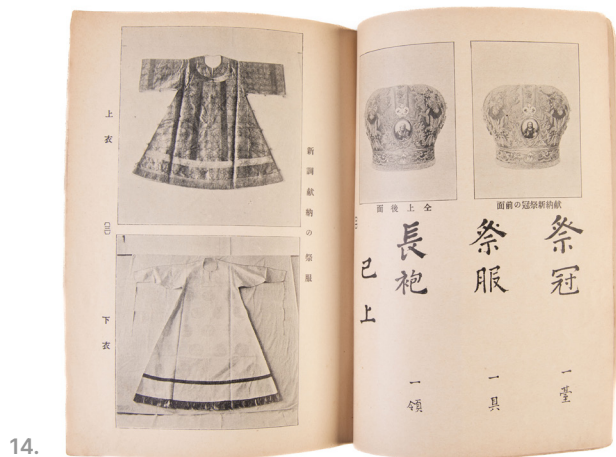 献納新祭冠の前面
仝上後面
祭冠 一臺
祭服 一具
長袍 一領
已上
新調献納の祭服
上衣
下衣
14.